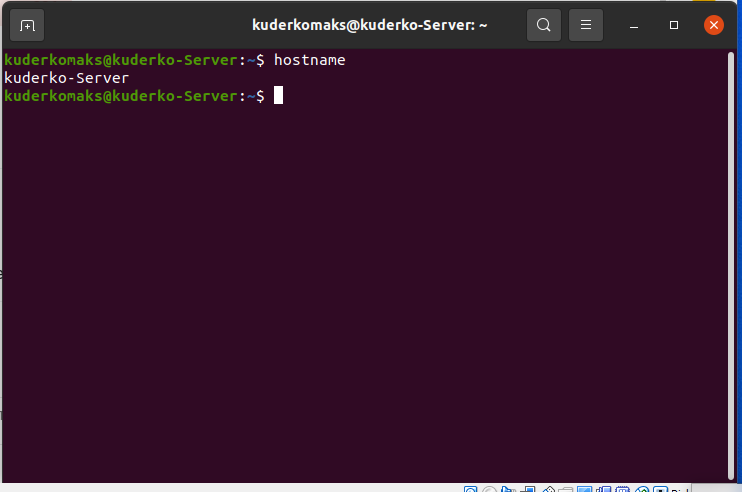 kuderkomaks@kuderko-Server: ~
kuderkomaks@kuderko-Server:~$ hostname
kuderko-Server
kuderkomaks@kuderko-Server:~$